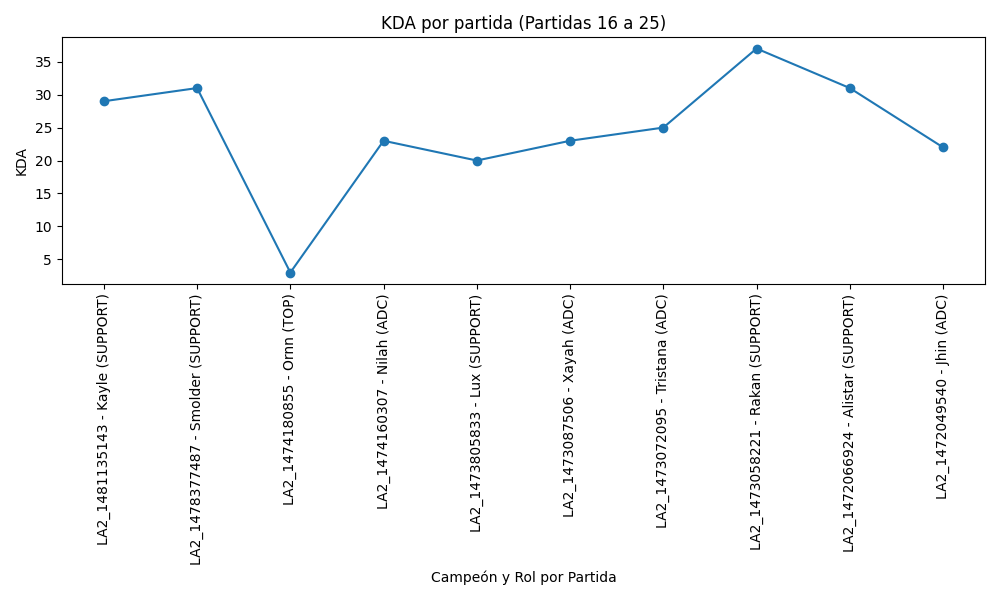 KDA por partida (Partidas 16 a 25)
KDA
35
30
25
20
15
10
5
LA2_1481135143 - Kayle (SUPPORT)
LA2_1478377487 - Smolder (SUPPORT)
LA2_1474180855 - Ornn (TOP)
LA2_1474160307 - Nilah (ADC)
LA2_1473805833 - Lux (SUPPORT)
LA2_1473087506 - Xayah (ADC)
LA2_1473072095 - Tristana (ADC)
LA2_1473058221 - Rakan (SUPPORT)
LA2_1472066924 - Alistar (SUPPORT)
LA2_1472049540 - Jhin (ADC)
Campeón y Rol por Partida